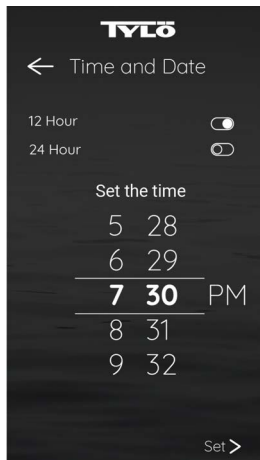 TYLÖ
← Time and Date
12 Hour
24 Hour
Set the time
5 28
6 29
7 30 PM
8 31
9 32
Set >